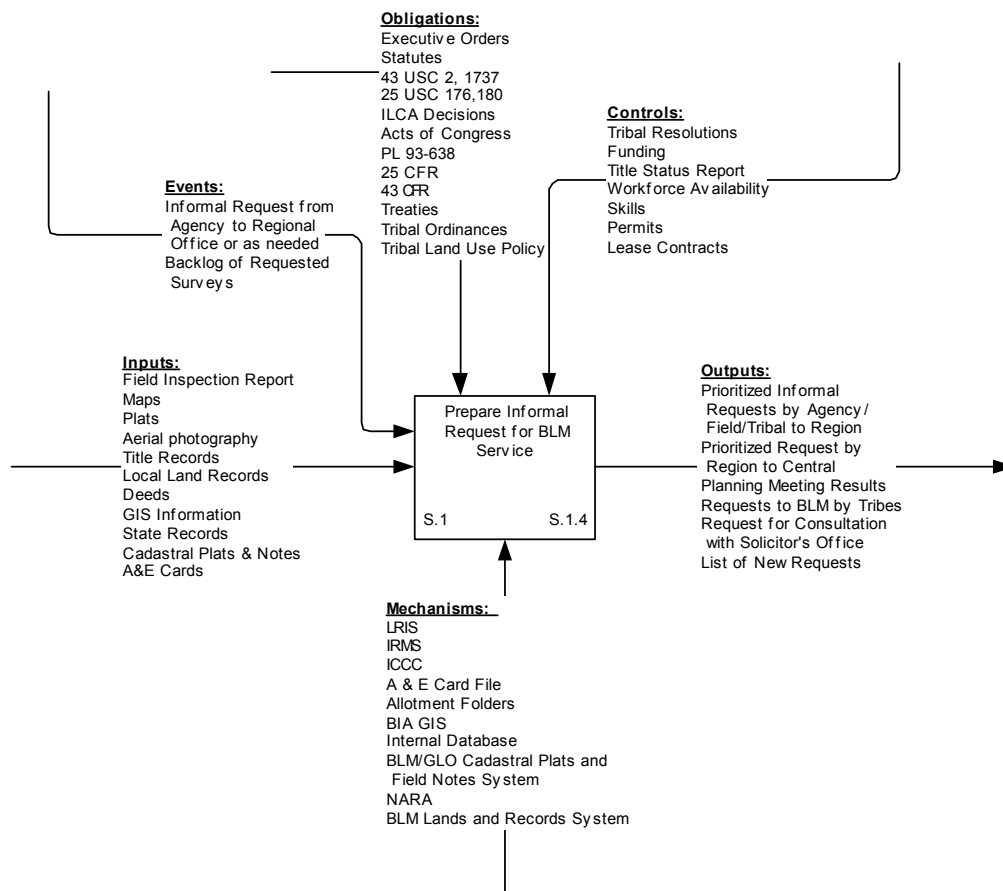 Obligations:
Executive Orders
Statutes
43 USC 2, 1737
25 USC 176,180
ILCA Decisions
Acts of Congress
PL 93-638
25 CFR
43 CFR
Treaties
Tribal Ordinances
Tribal Land Use Policy
Controls:
Tribal Resolutions
Funding
Title Status Report
Workforce Availability
Skills
Permits
Lease Contracts
Events:
Informal Request from
Agency to Regional
Office or as needed
Backlog of Requested
Surveys
Inputs:
Field Inspection Report
Maps
Plats
Aerial photography
Title Records
Local Land Records
Deeds
GIS Information
State Records
Cadastral Plats & Notes
A&E Cards
Prepare Informal
Request for BLM
Service
S.1 S.1.4
Outputs:
Prioritized Informal
Requests by Agency/
Field/Tribal to Region
Prioritized Request by
Region to Central
Planning Meeting Results
Requests to BLM by Tribes
Request for Consultation
with Solicitor's Office
List of New Requests
Mechanisms:
LRIS
IRMS
ICCC
A & E Card File
Allotment Folders
BIA GIS
Internal Database
BLM/GLO Cadastral Plats and
Field Notes System
NARA
BLM Lands and Records System